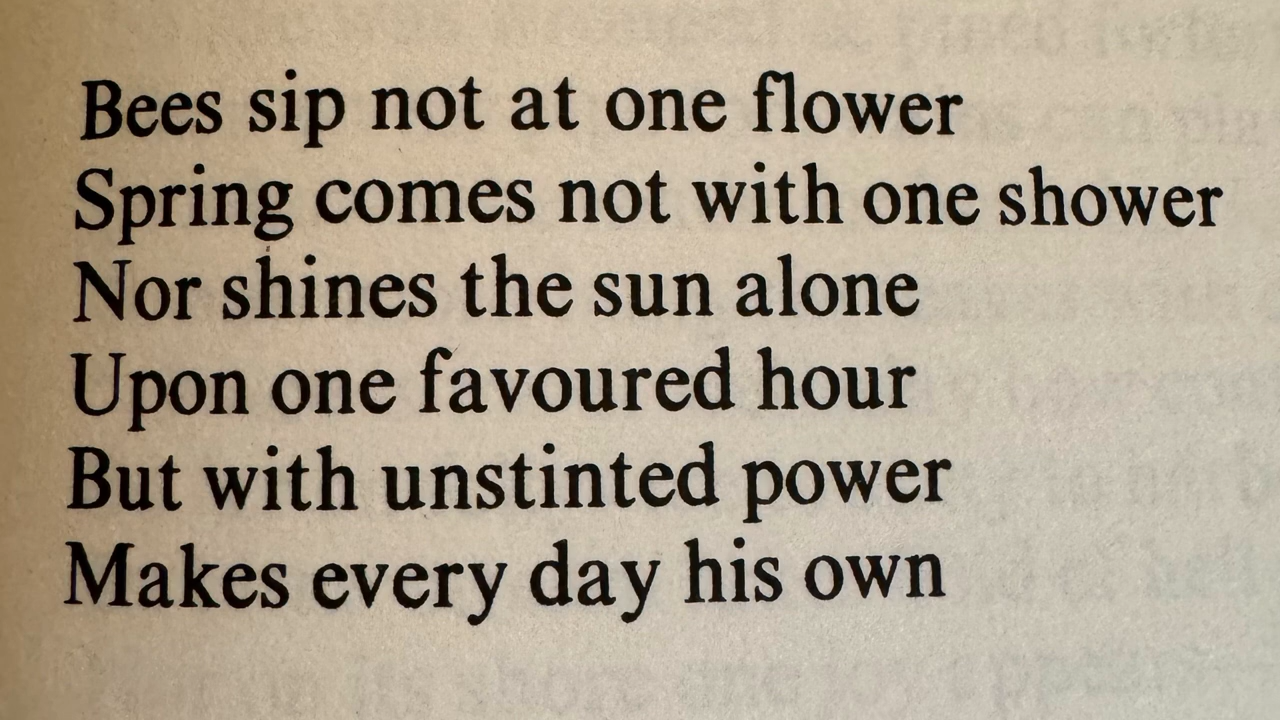 Bees sip not at one flower
Spring comes not with one shower
Nor shines the sun alone
Upon one favoured hour
But with unstinted power
Makes every day his own